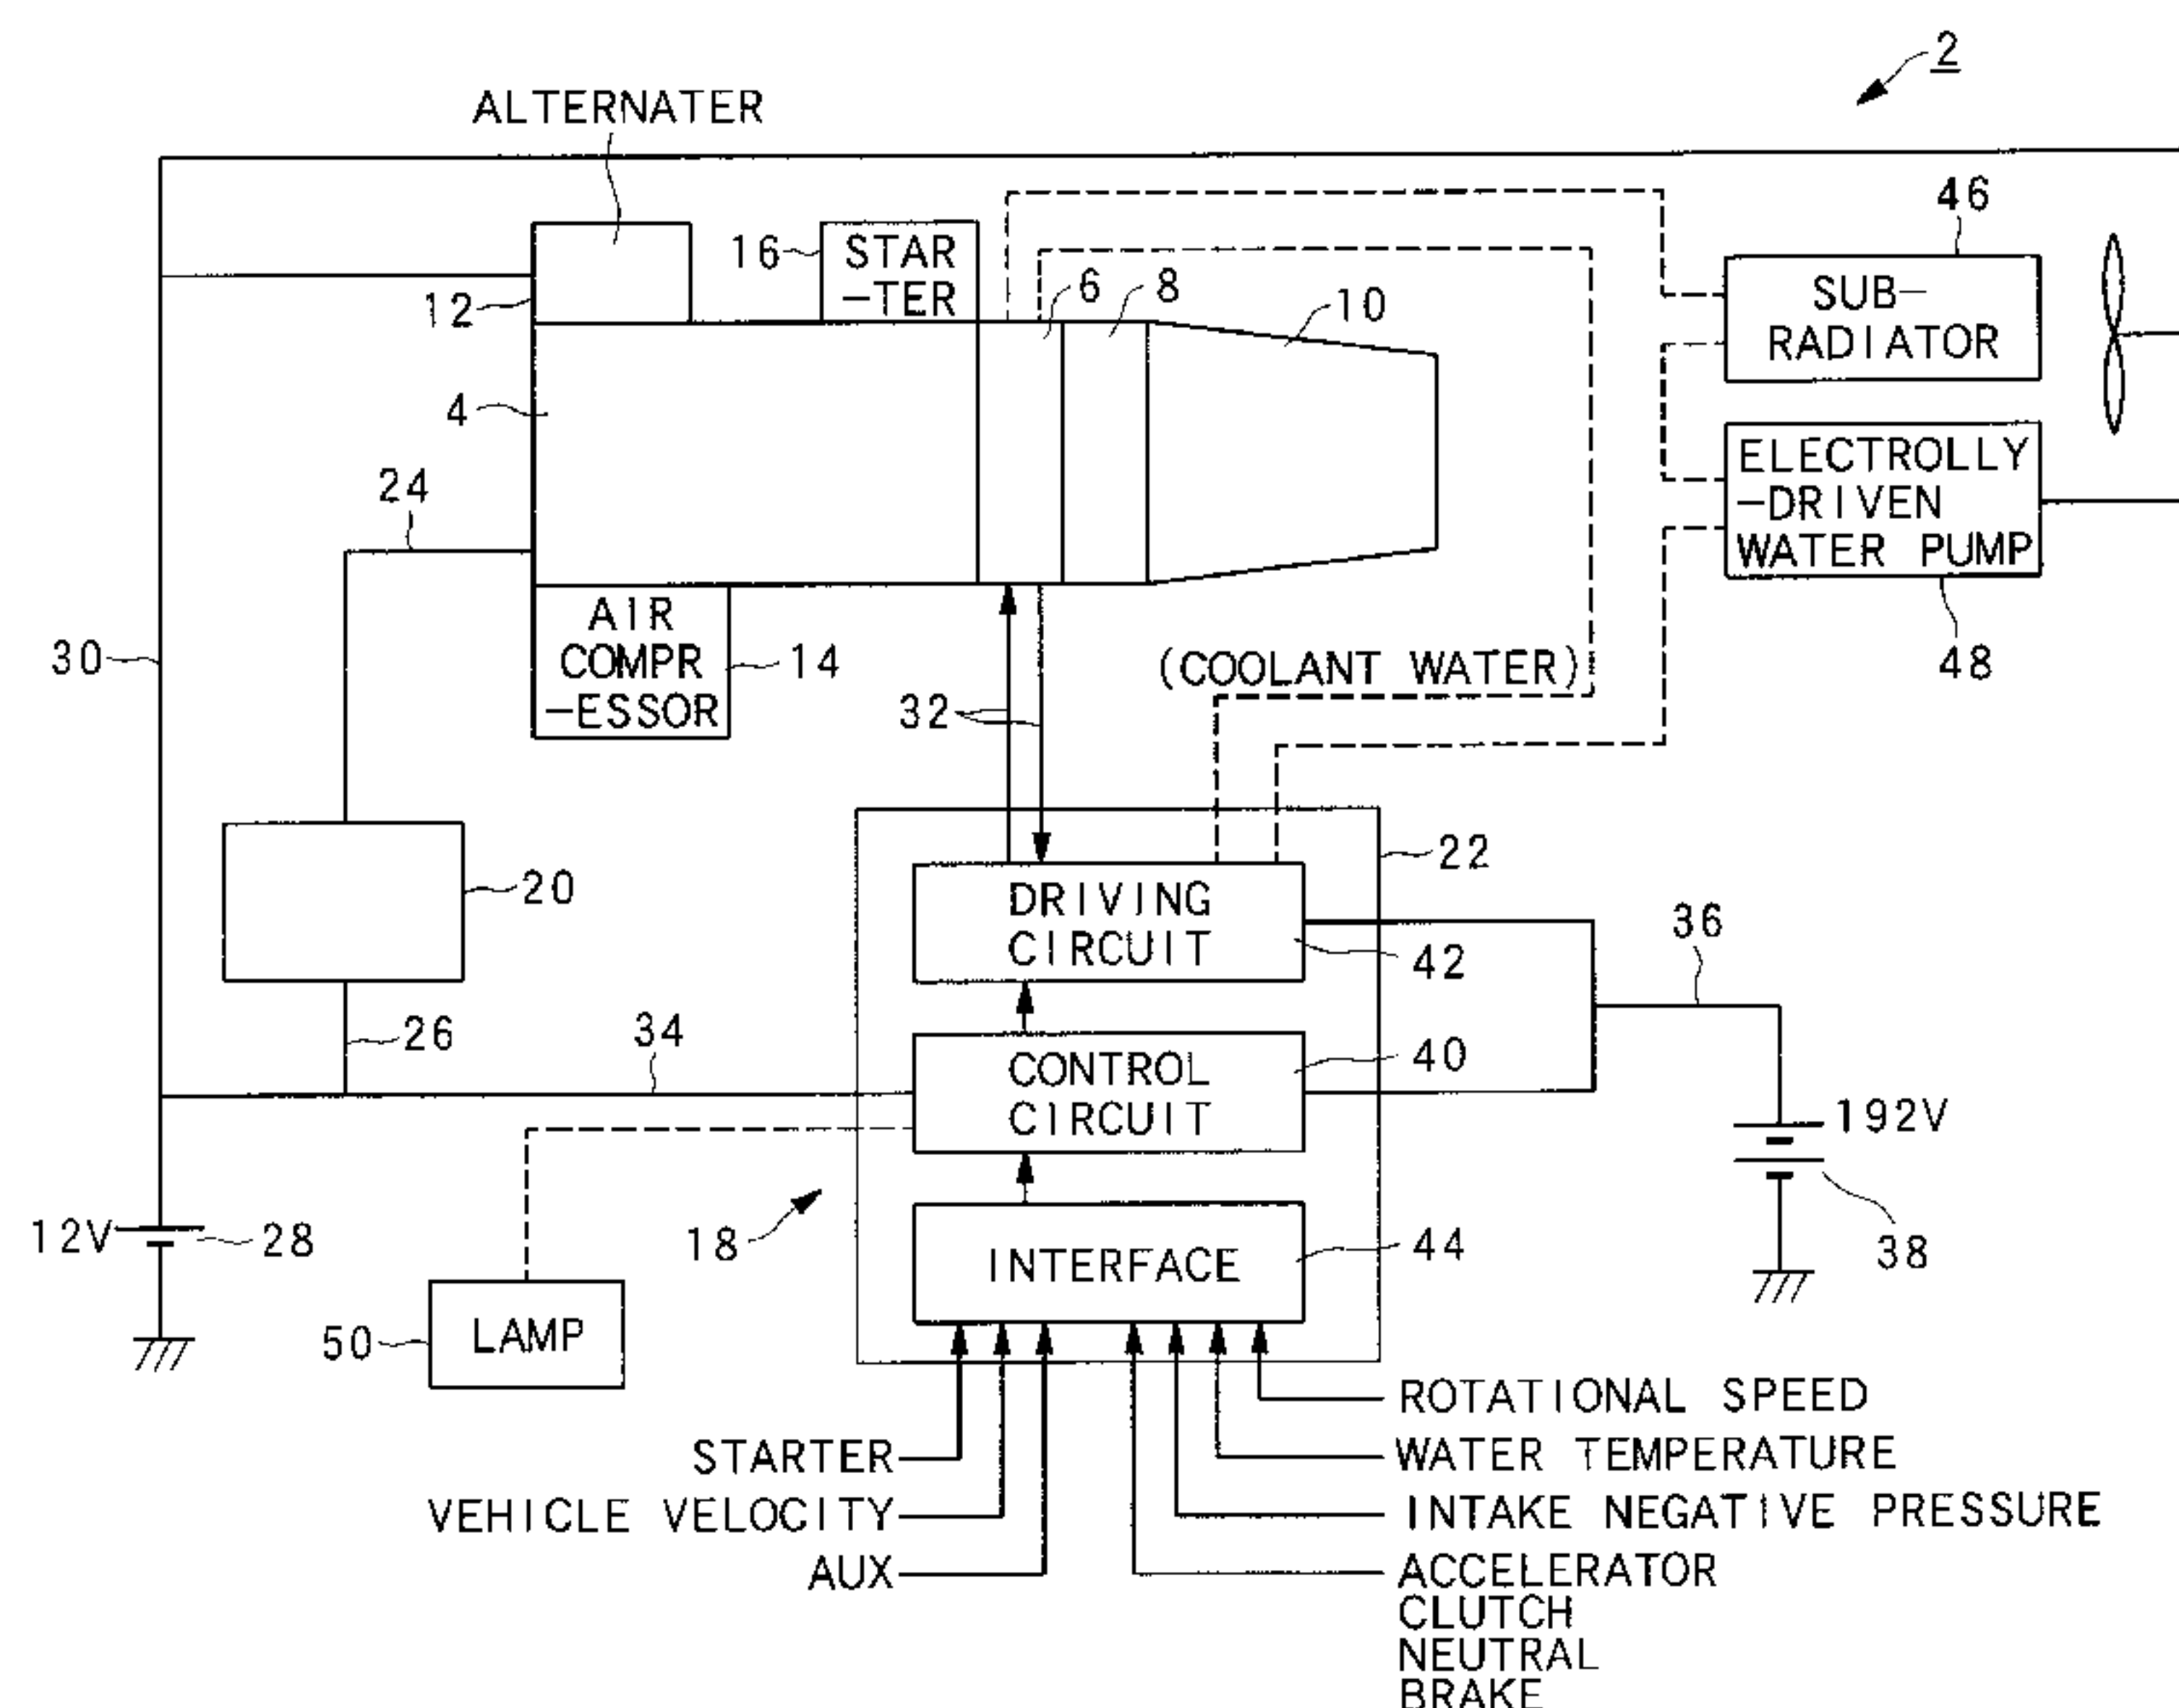 2
ALTERNATER
46
16
STAR
-TER
6
8
10
12
SUB-
RADIATOR
4
ELECTROLLY
-DRIVEN
WATER PUMP
24
48
AIR
COMPR
-ESSOR
14
30
(COOLANT WATER)
32
22
20
DRIVING
CIRCUIT
42
36
26
34
CONTROL
CIRCUIT
40
192V
38
12V
28
18
INTERFACE
44
50
LAMP
ROTATIONAL SPEED
STARTER
WATER TEMPERATURE
VEHICLE VELOCITY
INTAKE NEGATIVE PRESSURE
AUX
ACCELERATOR
CLUTCH
NEUTRAL
BRAKE